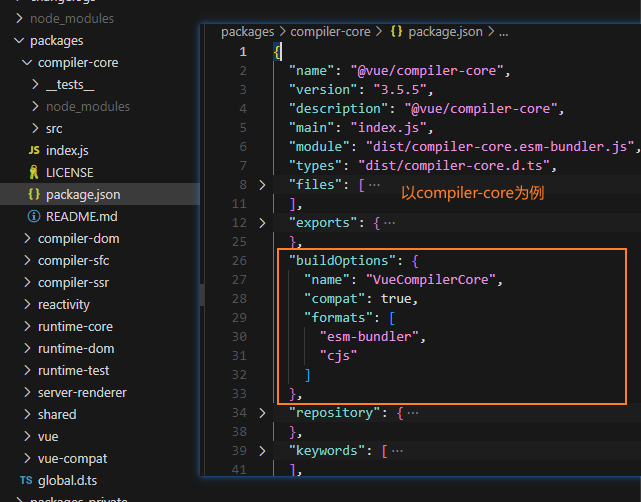 changelogs
node_modules
packages
compiler-core
__tests__
node_modules
src
JS index.js
LICENSE
{} package.json
README.md
compiler-dom
compiler-sfc
compiler-ssr
reactivity
runtime-core
runtime-dom
runtime-test
server-renderer
shared
vue
vue-compat
TS global.d.ts
packages-private
packages > compiler-core > {} package.json > ...
1 {
2 "name": "@vue/compiler-core",
3 "version": "3.5.5",
4 "description": "@vue/compiler-core",
5 "main": "index.js",
6 "module": "dist/compiler-core.esm-bundler.js",
7 "types": "dist/compiler-core.d.ts",
8 > "files": [ ···
以compiler-core为例
11 ],
12 > "exports": { ···
25 },
26 "buildOptions": {
27 "name": "VueCompilerCore",
28 "compat": true,
29 "formats": [
30 "esm-bundler",
31 "cjs"
32 ]
33 },
34 > "repository": { ···
38 },
39 > "keywords": [ ···
41 ],